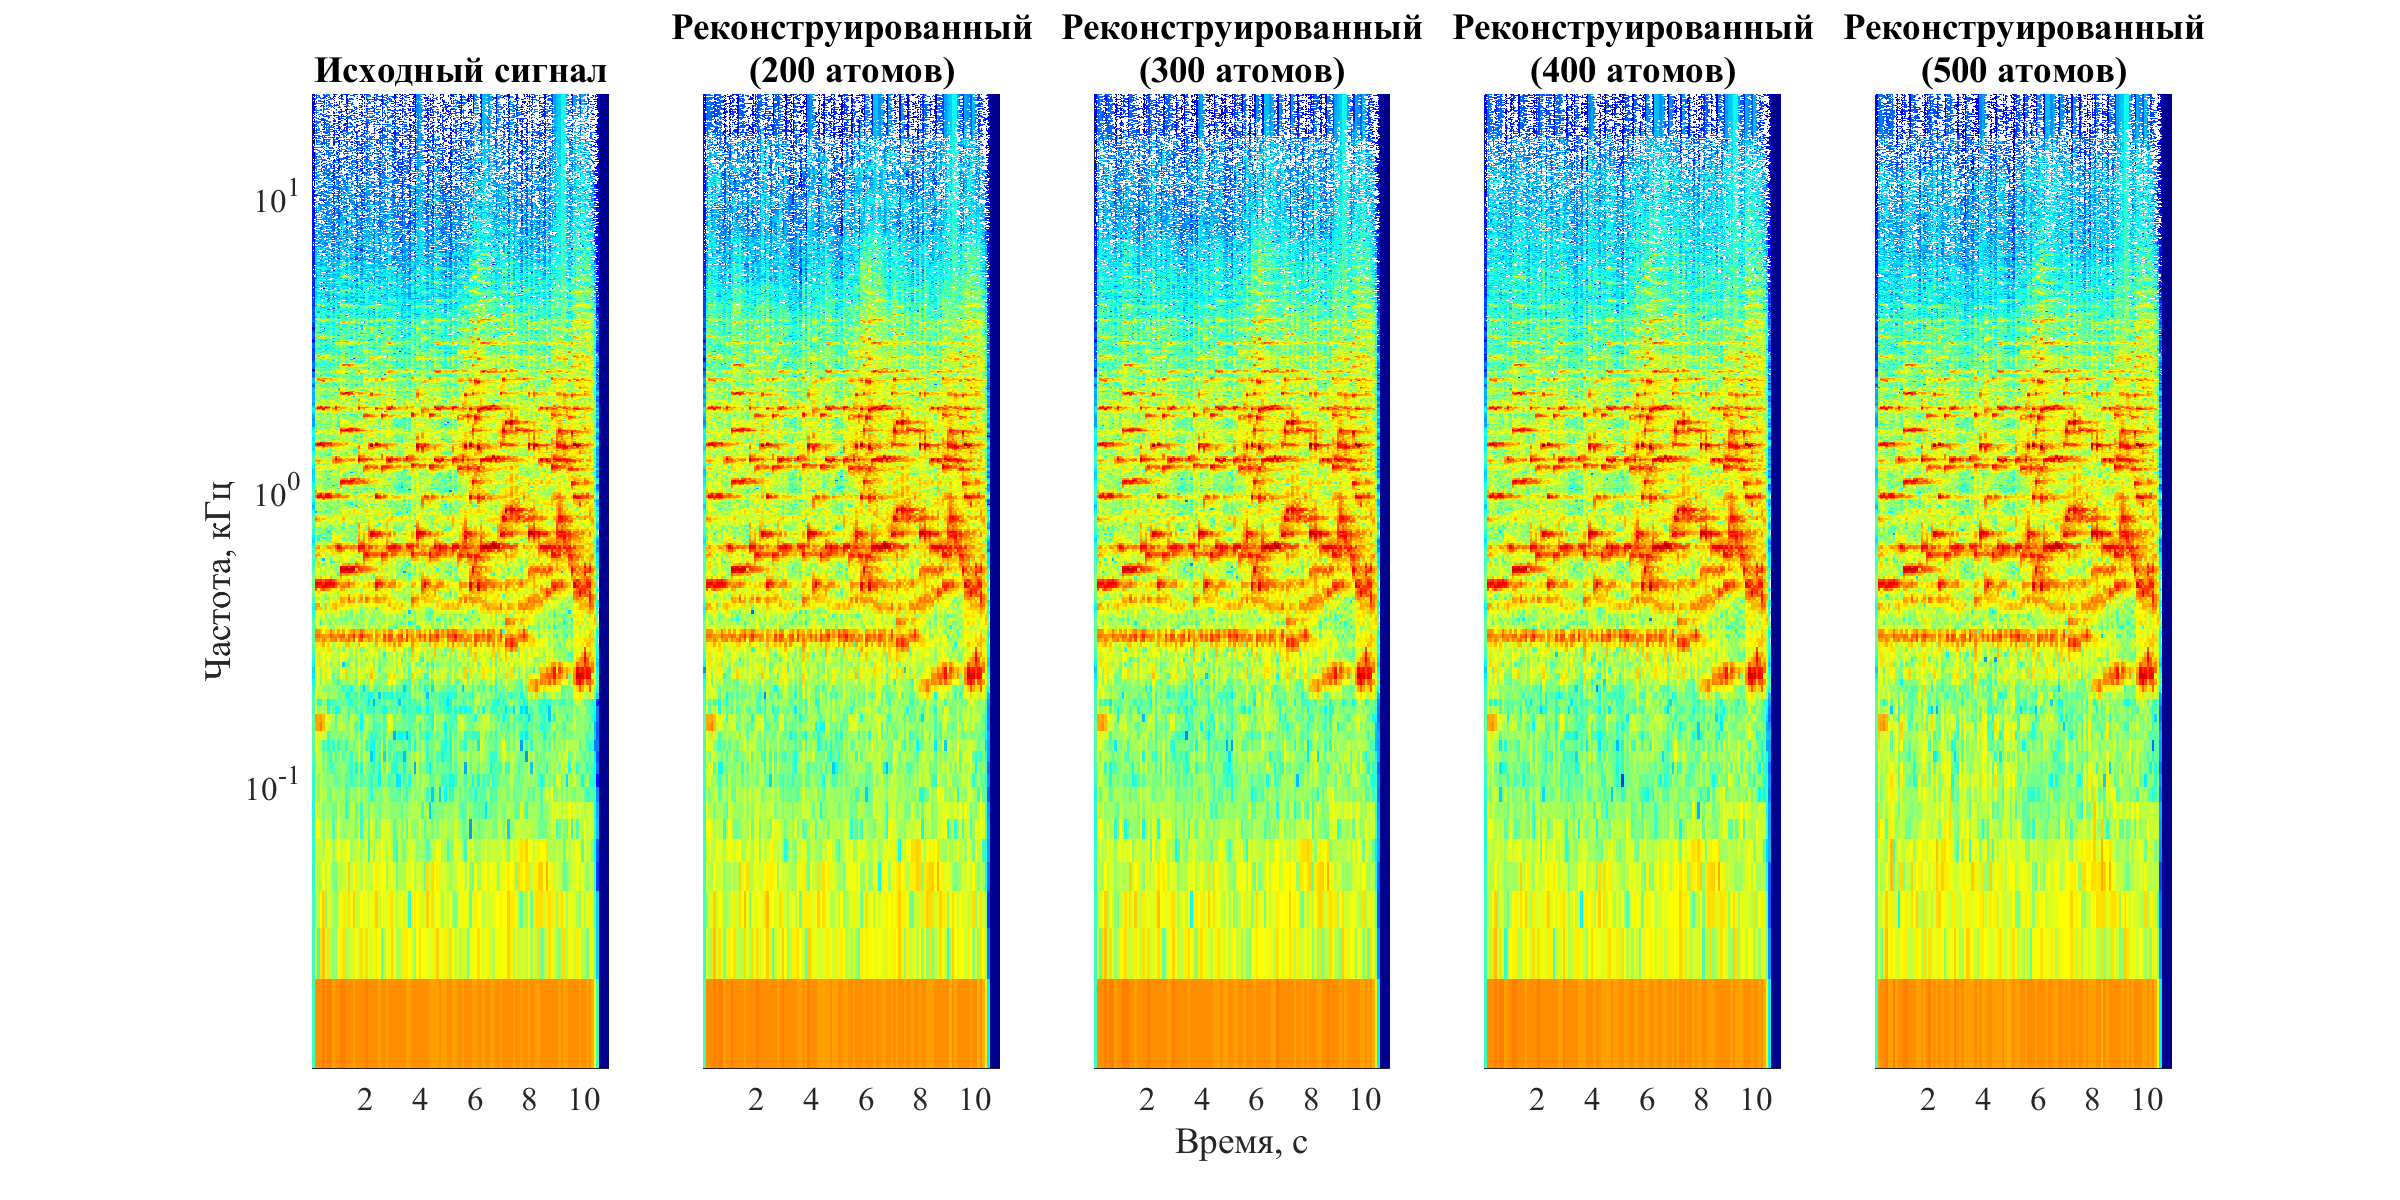 Исходный сигнал
Реконструированный
(200 атомов)
Реконструированный
(300 атомов)
Реконструированный
(400 атомов)
Реконструированный
(500 атомов)
Частота, кГц
10^1
10^0
10^-1
2 4 6 8 10
2 4 6 8 10
2 4 6 8 10
2 4 6 8 10
2 4 6 8 10
Время, с